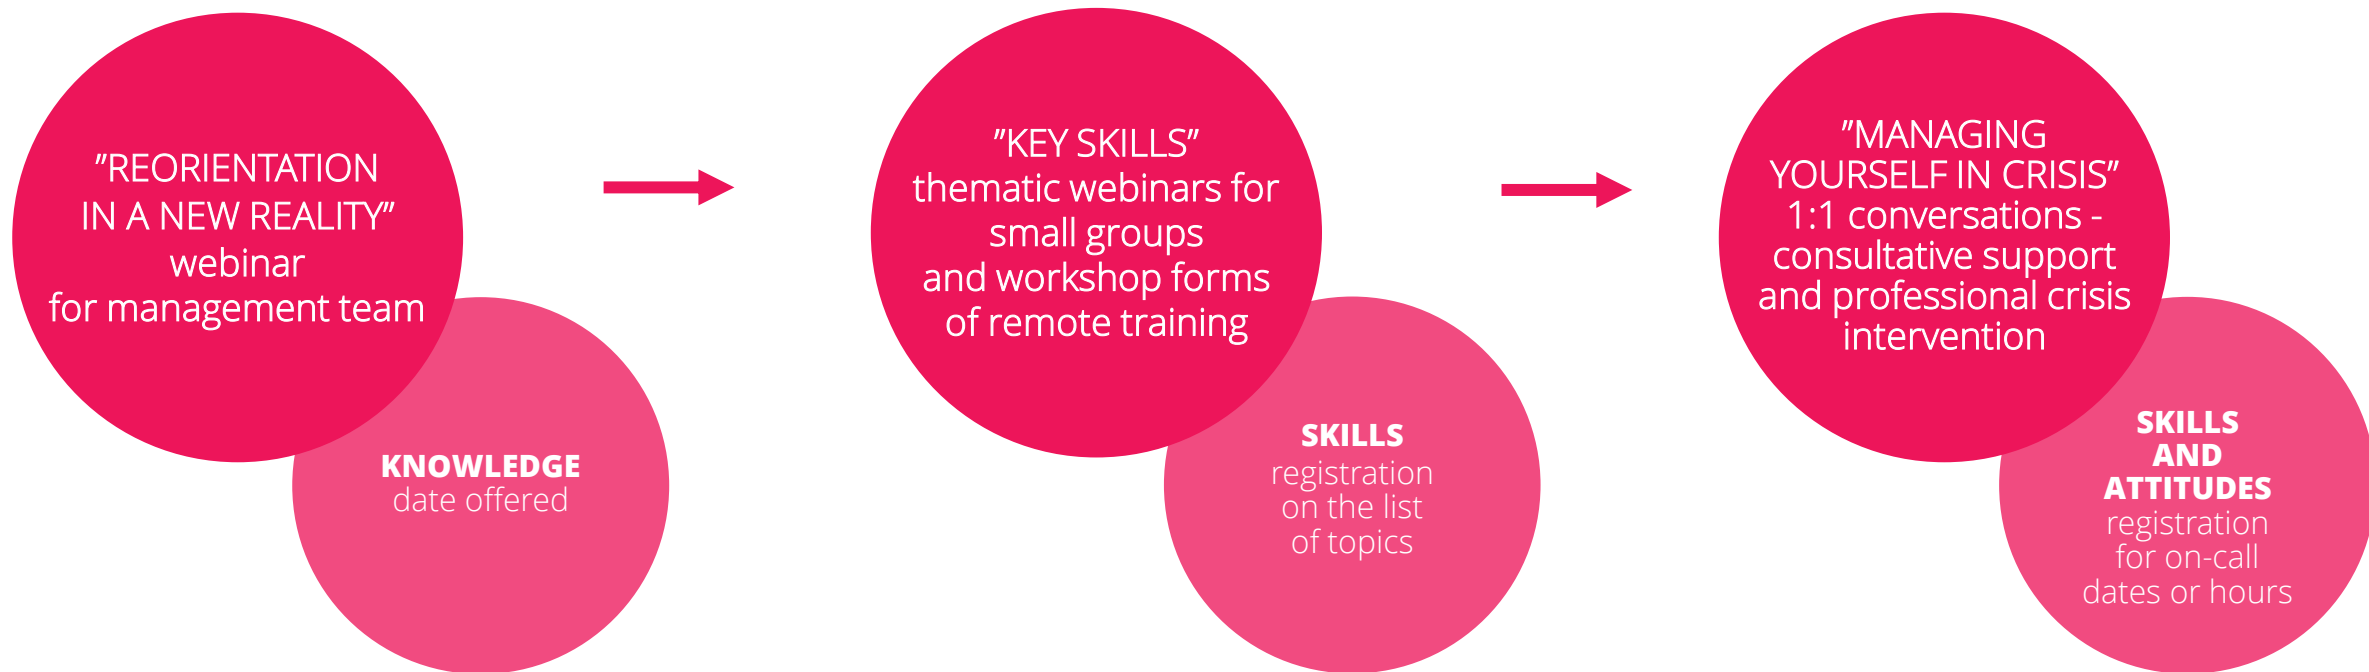 "REORIENTATION
IN A NEW REALITY"
webinar
for management team
KNOWLEDGE
date offered
"KEY SKILLS"
thematic webinars for
small groups
and workshop forms
of remote training
SKILLS
registration
on the list
of topics
"MANAGING
YOURSELF IN CRISIS"
1:1 conversations -
consultative support
and professional crisis
intervention
SKILLS
AND
ATTITUDES
registration
for on-call
dates or hours